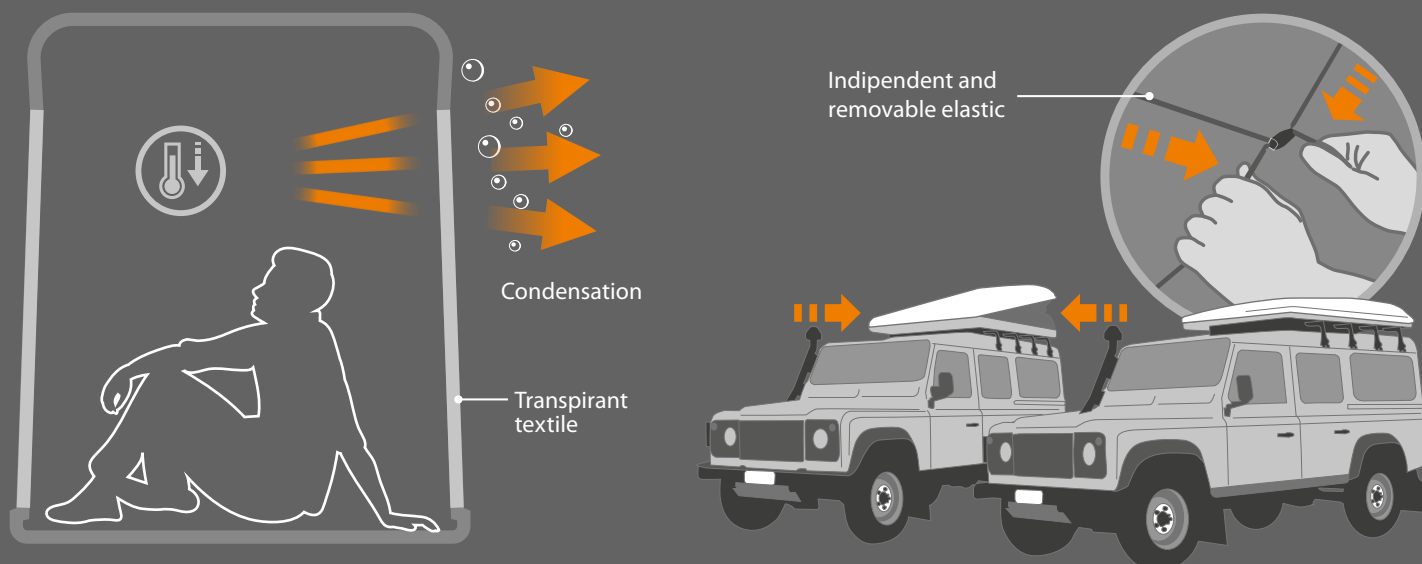 Condensation
Transpirant
textile
Indipendent and
removable elastic